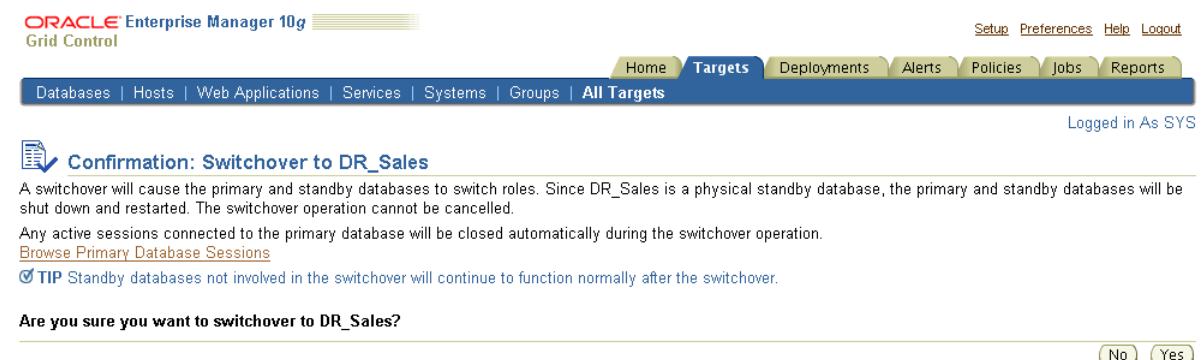 ORACLE Enterprise Manager 10g
Grid Control
Setup Preferences Help Logout
Home Targets Deployments Alerts Policies Jobs Reports
Databases | Hosts | Web Applications | Services | Systems | Groups | All Targets
Logged in As SYS
Confirmation: Switchover to DR_Sales
A switchover will cause the primary and standby databases to switch roles. Since DR_Sales is a physical standby database, the primary and standby databases will be
shut down and restarted. The switchover operation cannot be cancelled.
Any active sessions connected to the primary database will be closed automatically during the switchover operation.
Browse Primary Database Sessions
TIP Standby databases not involved in the switchover will continue to function normally after the switchover.
Are you sure you want to switchover to DR_Sales?
No Yes